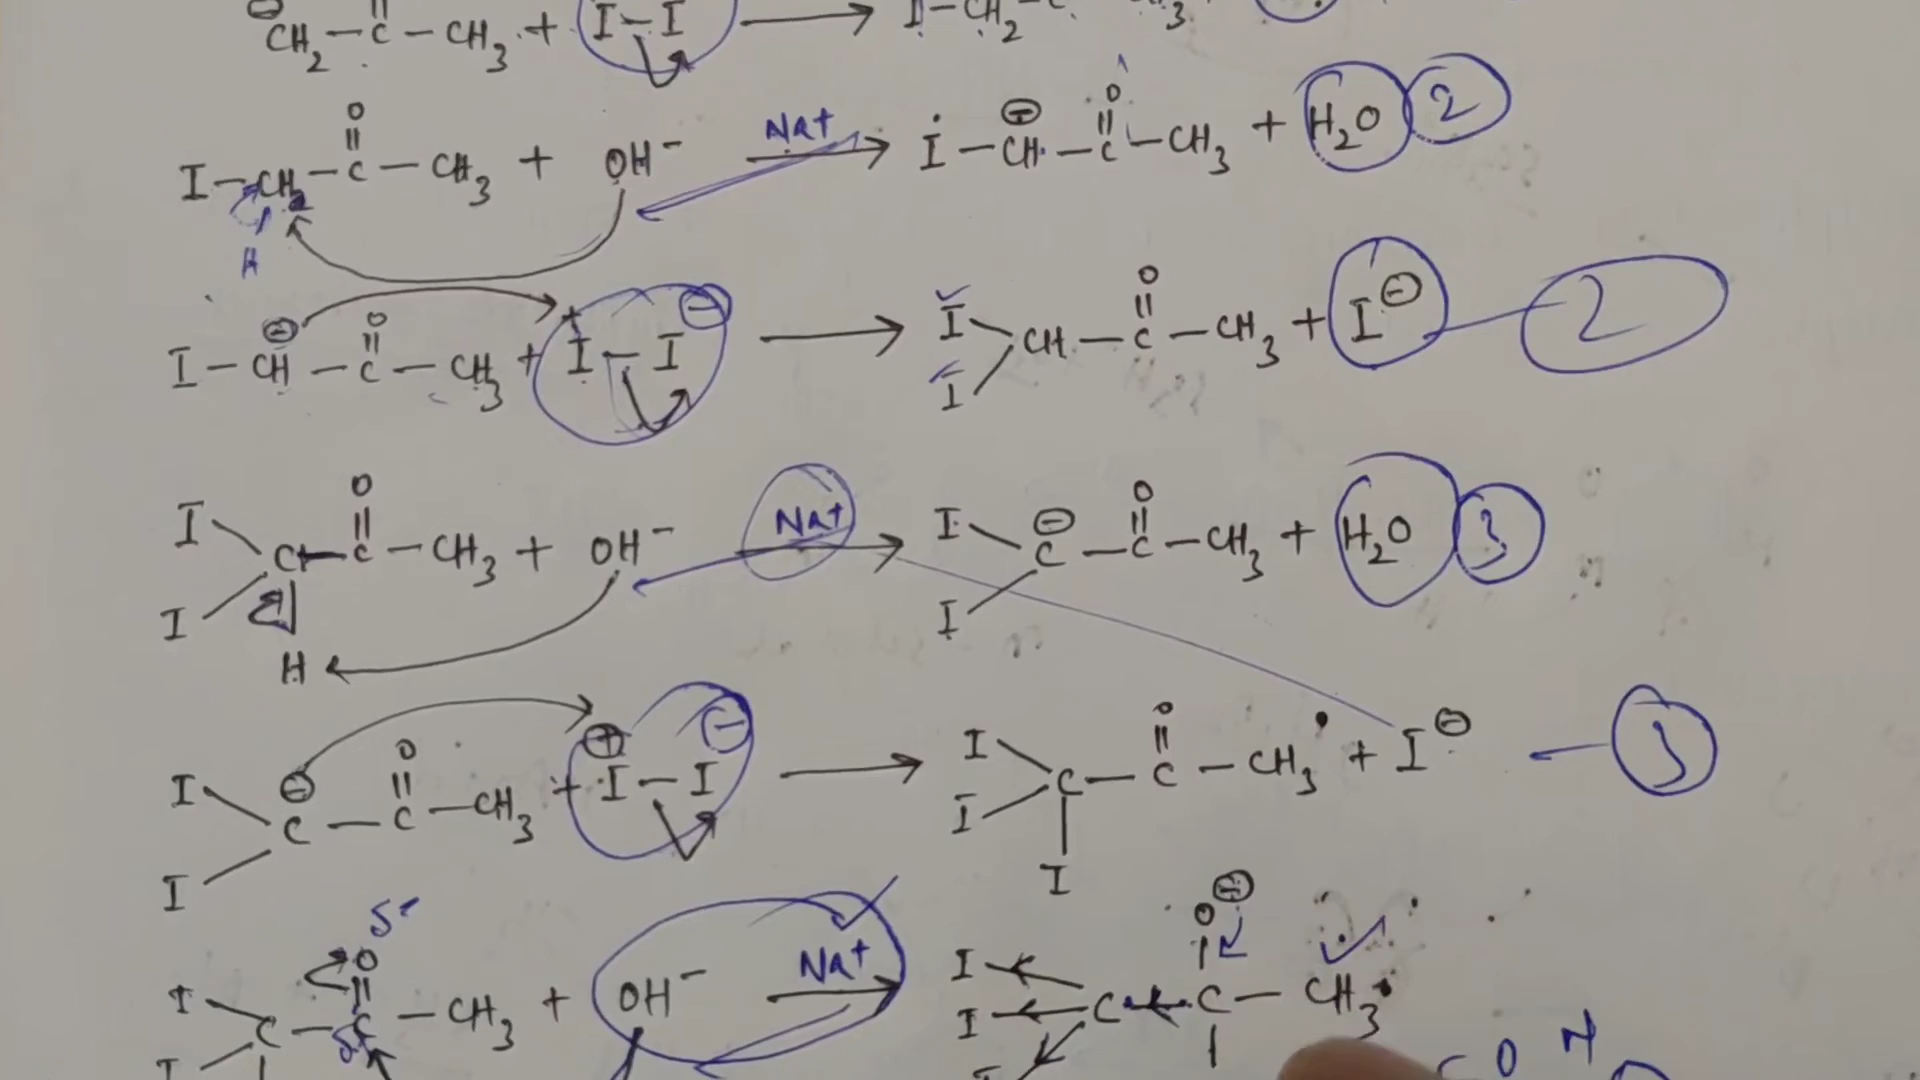 ⊖CH₂—C—CH₃ + I—I ⟶ I—CH₂
O
I—CH₂—C—CH₃ + OH⁻ Na⁺ ⟶ I—CH⊖—C—CH₃ + H₂O 2
H
O O
I—CH⊖—C—CH₃ + I⁺—I⊖ ⟶ I I CH—C—CH₃ + I⊖ — 2
O O
I I C—C—CH₃ + OH⁻ Na⁺ ⟶ I I C⊖—C—CH₃ + H₂O 3
H
O O
I I C⊖—C—CH₃ + I⊕—I⊖ ⟶ I I I C—C—CH₃ + I⊖ 3
δ⁻ O O⊖
I I C—C—CH₃ + OH⁻ Na⁺ ⟶ I I I C—C—CH₃
O H